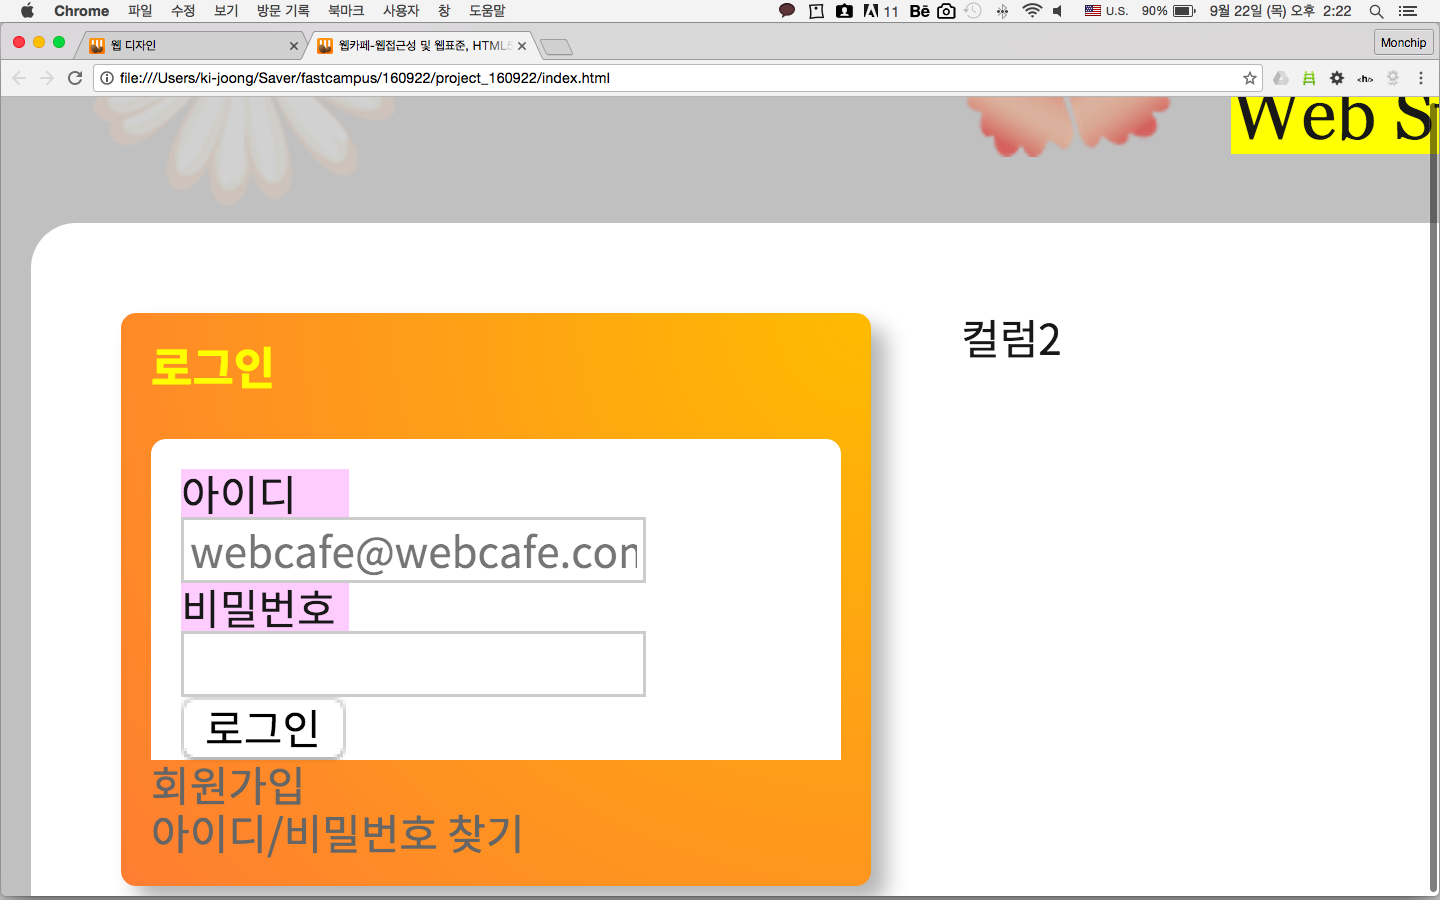 Chrome 파일 수정 보기 방문 기록 북마크 사용자 창 도움말 11 Bē U.S. 90% 9월 22일 (목) 오후 2:22
웹 디자인 웹카페-웹접근성 및 웹표준, HTML5 Monchip
file:///Users/ki-joong/Saver/fastcampus/160922/project_160922/index.html <h/>
Web S
로그인
컬럼2
아이디
webcafe@webcafe.com
비밀번호
로그인
회원가입
아이디/비밀번호 찾기